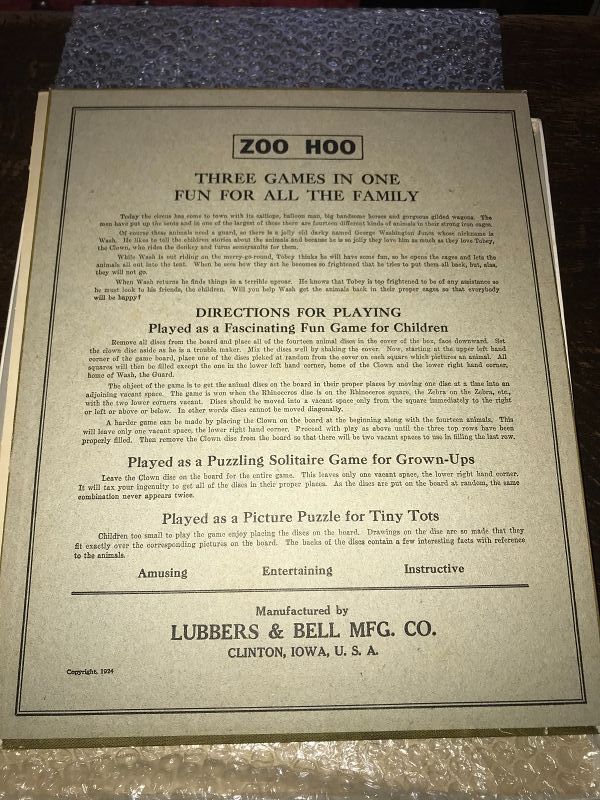 ZOO HOO
THREE GAMES IN ONE
FUN FOR ALL THE FAMILY
Today the circus has come to town with its calliope, balloon man, big handsome horses and gorgeous gilded wagons. The
men have put up the tents and in one of the largest of these there are fourteen different kinds of animals in their strong iron cages.
Of course these animals need a guard, so there is a jolly old darky named George Washington Jones whose nickname is
Wash. He likes to tell the children stories about the animals and because he is so jolly they love him as much as they love Tobey,
the Clown, who rides the donkey and turns somersaults for them.
While Wash is out riding on the merry-go-round, Tobey thinks he will have some fun, so he opens the cages and lets the
animals all out into the tent. When he sees how they act he becomes so frightened that he tries to put them all back, but, alas,
they will not go.
When Wash returns he finds things in a terrible uproar. He knows that Tobey is too frightened to be of any assistance so
he must look to his friends, the children. Will you help Wash get the animals back in their proper cages so that everybody
will be happy?
DIRECTIONS FOR PLAYING
Played as a Fascinating Fun Game for Children
Remove all discs from the board and place all of the fourteen animal discs in the cover of the box, face downward. Set
the clown disc aside as he is a trouble maker. Mix the discs well by shaking the cover. Now, starting at the upper left hand
corner of the game board, place one of the discs picked at random from the cover on each square which pictures an animal. All
squares will then be filled except the one in the lower left hand corner, home of the Clown and the lower right hand corner,
home of Wash, the Guard.
The object of the game is to get the animal discs on the board in their proper places by moving one disc at a time into an
adjoining vacant space. The game is won when the Rhinoceros disc is on the Rhinoceros square, the Zebra on the Zebra, etc.,
with the two lower corners vacant. Discs should be moved into a vacant space only from the square immediately to the right
or left or above or below. In other words discs cannot be moved diagonally.
A harder game can be made by placing the Clown on the board at the beginning along with the fourteen animals. This
will leave only one vacant space, the lower right hand corner. Proceed with play as above until the three top rows have been
properly filled. Then remove the Clown disc from the board so that there will be two vacant spaces to use in filling the last row.
Played as a Puzzling Solitaire Game for Grown-Ups
Leave the Clown disc on the board for the entire game. This leaves only one vacant space, the lower right hand corner.
It will tax your ingenuity to get all of the discs in their proper places. As the discs are put on the board at random, the same
combination never appears twice.
Played as a Picture Puzzle for Tiny Tots
Children too small to play the game enjoy placing the discs on the board. Drawings on the disc are so made that they
fit exactly over the corresponding pictures on the board. The backs of the discs contain a few interesting facts with reference
to the animals.
Amusing Entertaining Instructive
Manufactured by
LUBBERS & BELL MFG. CO.
CLINTON, IOWA, U. S. A.
Copyright, 1924